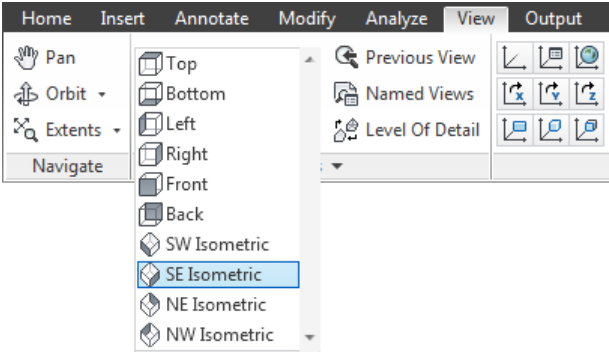 Home Insert Annotate Modify Analyze View Output
Pan
Orbit
Extents
Navigate
Top
Bottom
Left
Right
Front
Back
SW Isometric
SE Isometric
NE Isometric
NW Isometric
Previous View
Named Views
Level Of Detail
X Y Z